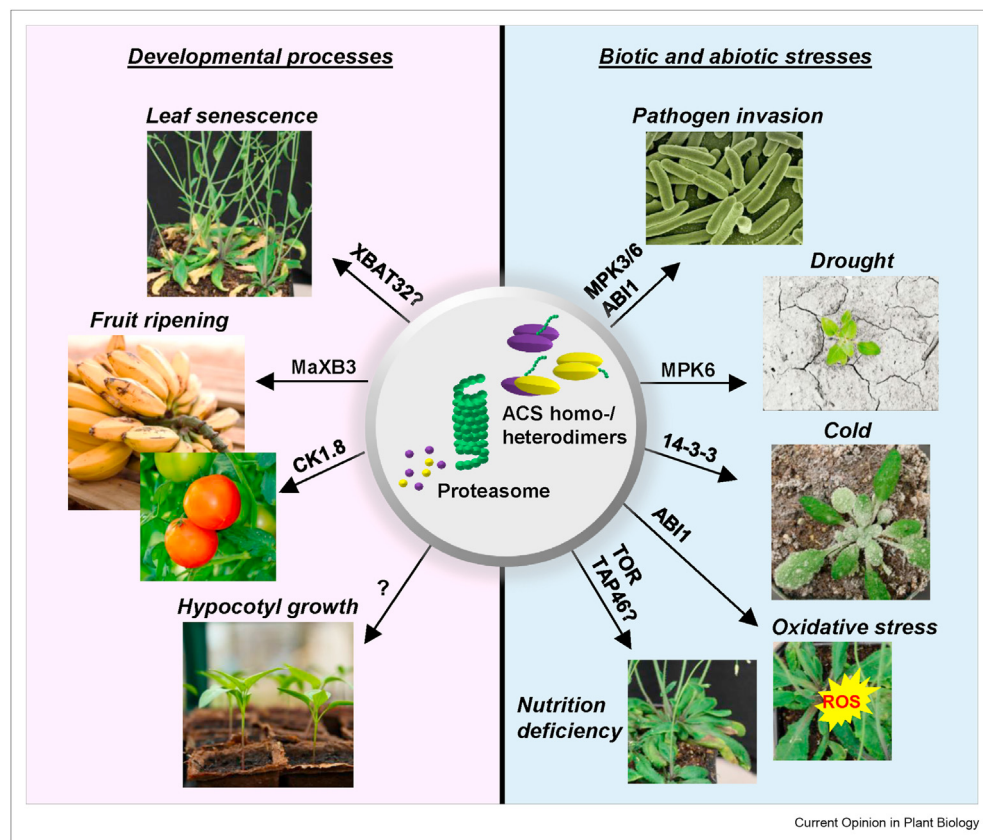 Developmental processes
Biotic and abiotic stresses
Leaf senescence
Pathogen invasion
XBAT32?
MPK3/6
ABI1
Drought
Fruit ripening
MaXB3
MPK6
ACS homo-/
heterodimers
Cold
CK1.8
14-3-3
Proteasome
ABI1
TOR
TAP46?
?
Hypocotyl growth
Oxidative stress
ROS
Nutrition
deficiency
Current Opinion in Plant Biology